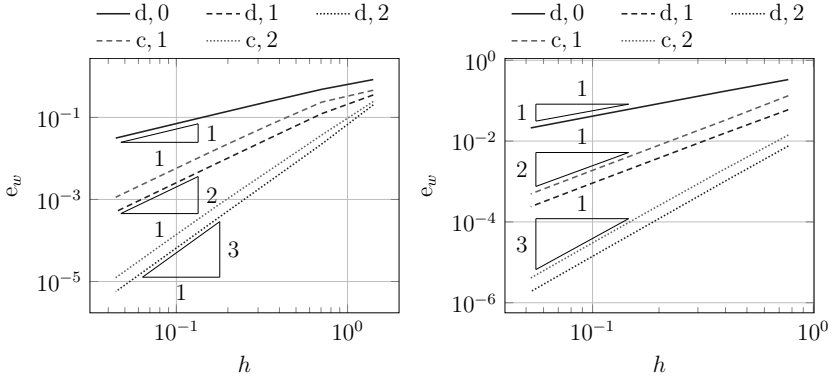 d, 0
d, 1
d, 2
c, 1
c, 2
10^{-1}
10^{-3}
10^{-5}
e_w
1
1
2
1
3
1
10^{-1}
10^{0}
h
d, 0
d, 1
d, 2
c, 1
c, 2
10^{0}
10^{-2}
10^{-4}
10^{-6}
e_w
1
1
1
2
1
3
10^{-1}
10^{0}
h